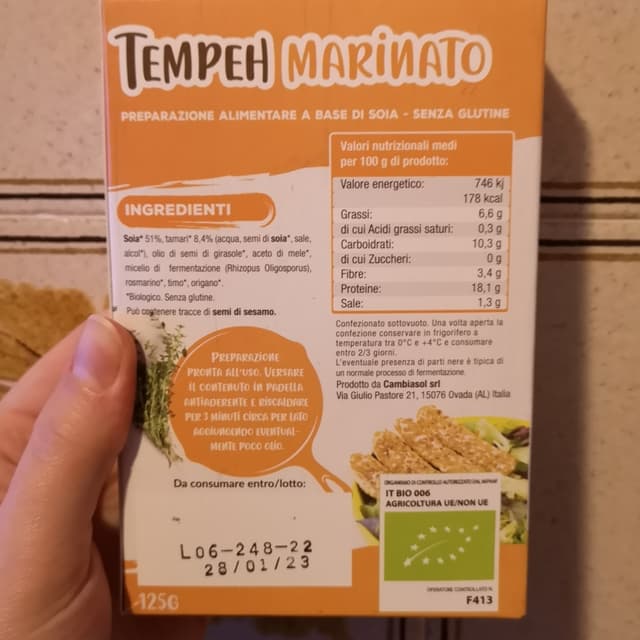 TEMPEH MARINATO
PREPARAZIONE ALIMENTARE A BASE DI SOIA - SENZA GLUTINE
INGREDIENTI
Soia* 51%, tamari* 8,4% (acqua, semi di soia*, sale,
alcol*), olio di semi di girasole*, aceto di mele*,
micelio di fermentazione (Rhizopus Oligosporus),
rosmarino*, timo*, origano*.
*Biologico. Senza glutine.
Può contenere tracce di semi di sesamo.
Valori nutrizionali medi
per 100 g di prodotto:
Valore energetico: 746 kj
178 kcal
Grassi: 6,6 g
di cui Acidi grassi saturi: 0,3 g
Carboidrati: 10,3 g
di cui Zuccheri: 0 g
Fibre: 3,4 g
Proteine: 18,1 g
Sale: 1,3 g
Confezionato sottovuoto. Una volta aperta la
confezione conservare in frigorifero a
temperatura tra 0°C e +4°C e consumare
entro 2/3 giorni.
L'eventuale presenza di parti nere è tipica di
un normale processo di fermentazione.
Prodotto da Cambiasol srl
Via Giulio Pastore 21, 15076 Ovada (AL) Italia
PREPARAZIONE
PRONTA ALL'USO. VERSARE
IL CONTENUTO IN PADELLA
ANTIADERENTE E RISCALDARE
PER 3 MINUTI CIRCA PER LATO
AGGIUNGENDO EVENTUAL-
MENTE POCO OLIO.
Da consumare entro/lotto:
L06-248-22
28/01/23
125G
ORGANISMO DI CONTROLLO AUTORIZZATO DAL MIPAAF
IT BIO 006
AGRICOLTURA UE/NON UE
OPERATORE CONTROLLATO N.
F413